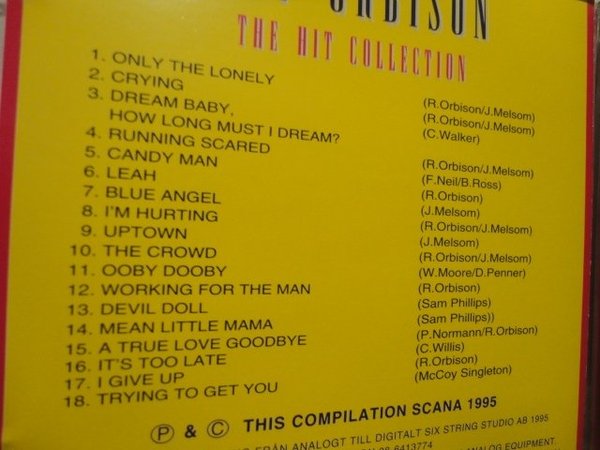 ORBISON
THE HIT COLLECTION
1. ONLY THE LONELY (R.Orbison/J.Melsom)
2. CRYING (R.Orbison/J.Melsom)
3. DREAM BABY, (C.Walker)
HOW LONG MUST I DREAM?
4. RUNNING SCARED (R.Orbison/J.Melsom)
5. CANDY MAN (F.Neil/B.Ross)
6. LEAH (R.Orbison)
7. BLUE ANGEL (J.Melsom)
8. I'M HURTING (R.Orbison/J.Melsom)
9. UPTOWN (J.Melsom)
10. THE CROWD (R.Orbison/J.Melsom)
11. OOBY DOOBY (W.Moore/D.Penner)
12. WORKING FOR THE MAN (R.Orbison)
13. DEVIL DOLL (Sam Phillips)
14. MEAN LITTLE MAMA (Sam Phillips))
15. A TRUE LOVE GOODBYE (P.Normann/R.Orbison)
16. IT'S TOO LATE (C.Willis)
17. I GIVE UP (R.Orbison)
18. TRYING TO GET YOU (McCoy Singleton)
Ⓟ & © THIS COMPILATION SCANA 1995
FRÅN ANALOGT TILL DIGITALT SIX STRING STUDIO AB 1995
6413774
ANALOG EQUIPMENT.